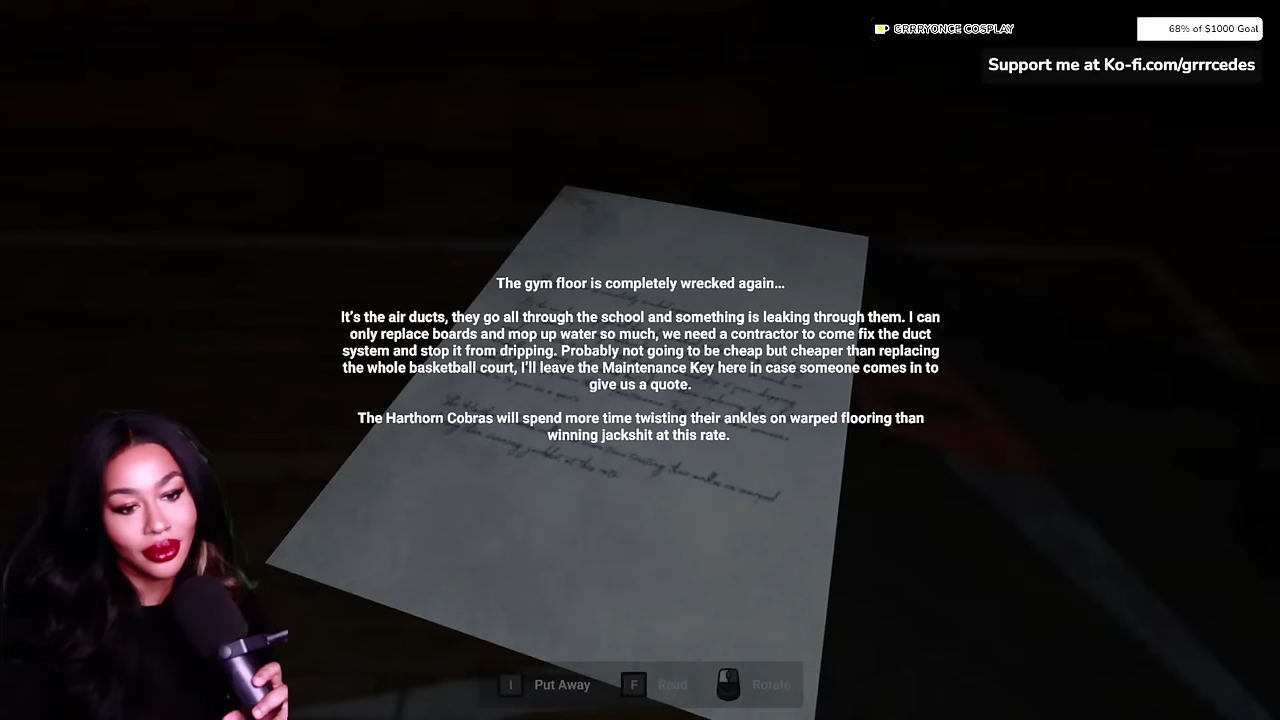 GRRRYONCE COSPLAY
68% of $1000 Goal
Support me at Ko-fi.com/grrrcedes
The gym floor is completely wrecked again...
It's the air ducts, they go all through the school and something is leaking through them. I can
only replace boards and mop up water so much, we need a contractor to come fix the duct
system and stop it from dripping. Probably not going to be cheap but cheaper than replacing
the whole basketball court, I'll leave the Maintenance Key here in case someone comes in to
give us a quote.
The Harthorn Cobras will spend more time twisting their ankles on warped flooring than
winning jackshit at this rate.
I Put Away F Read Rotate